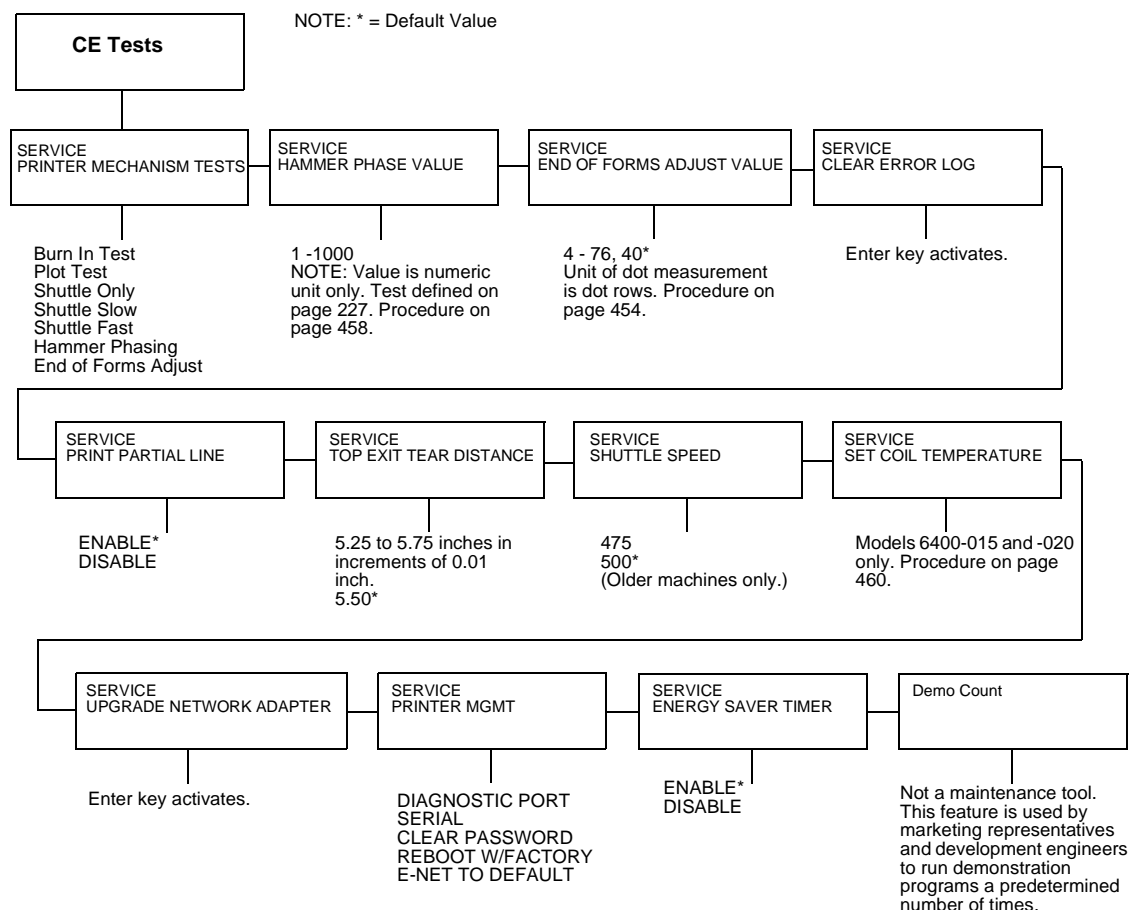 NOTE: * = Default Value
CE Tests
SERVICE
PRINTER MECHANISM TESTS
SERVICE
HAMMER PHASE VALUE
SERVICE
END OF FORMS ADJUST VALUE
SERVICE
CLEAR ERROR LOG
Burn In Test
Plot Test
Shuttle Only
Shuttle Slow
Shuttle Fast
Hammer Phasing
End of Forms Adjust
1 -1000
NOTE: Value is numeric
unit only. Test defined on
page 227. Procedure on
page 458.
4 - 76, 40*
Unit of dot measurement
is dot rows. Procedure on
page 454.
Enter key activates.
SERVICE
PRINT PARTIAL LINE
SERVICE
TOP EXIT TEAR DISTANCE
SERVICE
SHUTTLE SPEED
SERVICE
SET COIL TEMPERATURE
ENABLE*
DISABLE
5.25 to 5.75 inches in
increments of 0.01
inch.
5.50*
475
500*
(Older machines only.)
Models 6400-015 and -020
only. Procedure on page
460.
SERVICE
UPGRADE NETWORK ADAPTER
SERVICE
PRINTER MGMT
SERVICE
ENERGY SAVER TIMER
Demo Count
Enter key activates.
DIAGNOSTIC PORT
SERIAL
CLEAR PASSWORD
REBOOT W/FACTORY
E-NET TO DEFAULT
ENABLE*
DISABLE
Not a maintenance tool.
This feature is used by
marketing representatives
and development engineers
to run demonstration
programs a predetermined
number of times.